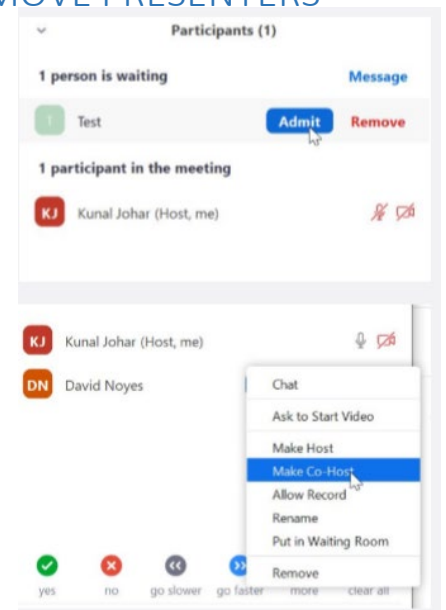 MOVE PRESENTERS
Participants (1)
1 person is waiting Message
T Test Admit Remove
1 participant in the meeting
KJ Kunal Johar (Host, me)
KJ Kunal Johar (Host, me)
DN David Noyes
Chat
Ask to Start Video
Make Host
Make Co-Host
Allow Record
Rename
Put in Waiting Room
Remove
yes no go slower go faster more clear all